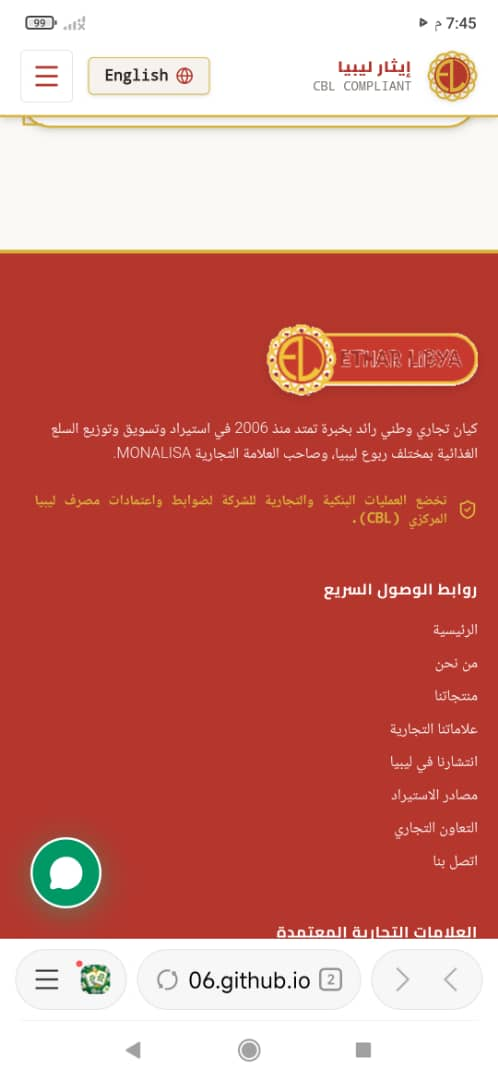 7:45 م
99
إيثار ليبيا
CBL COMPLIANT
English
ETHAR LIBYA
كيان تجاري وطني رائد بخبرة تمتد منذ 2006 في استيراد وتسويق وتوزيع السلع
الغذائية بمختلف ربوع ليبيا، وصاحب العلامة التجارية MONALISA.
تخضع العمليات البنكية والتجارية للشركة لضوابط واعتمادات مصرف ليبيا
المركزي (CBL).
روابط الوصول السريع
الرئيسية
من نحن
منتجاتنا
علاماتنا التجارية
انتشارنا في ليبيا
مصادر الاستيراد
التعاون التجاري
اتصل بنا
العلامات التجارية المعتمدة
06.github.io
2